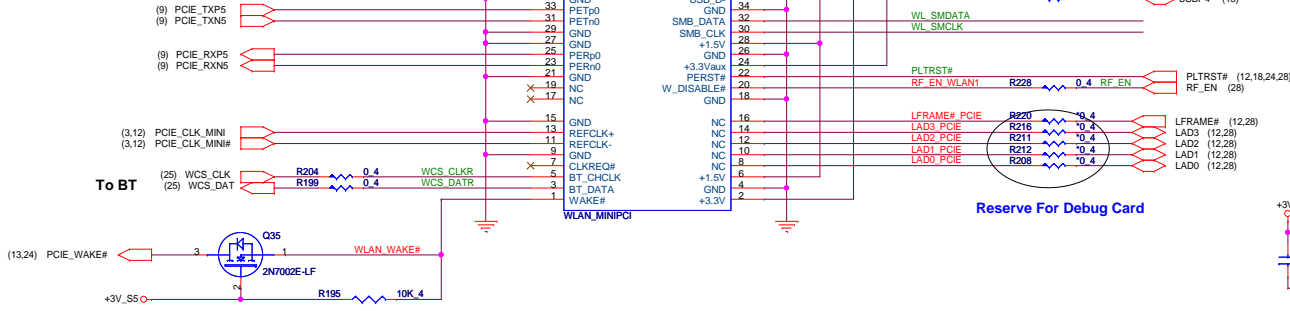 GND
33 PETp0
31 PETn0
29 GND
27 GND
25 PERp0
23 PERn0
21 GND
19 NC
17 NC
15 GND
13 REFCLK+
11 REFCLK-
9 GND
7 CLKREQ#
5 BT_CHCLK
3 BT_DATA
1 WAKE#
WLAN_MINIPCI
USB_D-
GND 34
SMB_DATA 32
SMB_CLK 30
+1.5V 28
GND 26
+3.3Vaux 24
PERST# 22
W_DISABLE# 20
GND 18
NC 16
NC 14
NC 12
NC 10
NC 8
+1.5V 6
GND 4
+3.3V 2
(9) PCIE_TXP5
(9) PCIE_TXN5
(9) PCIE_RXP5
(9) PCIE_RXN5
(3,12) PCIE_CLK_MINI
(3,12) PCIE_CLK_MINI#
To BT
(25) WCS_CLK R204 0_4 WCS_CLKR
(25) WCS_DAT R199 0_4 WCS_DATR
WL_SMDATA
WL_SMCLK
PLTRST# PLTRST# (12,18,24,28)
RF_EN_WLAN1 R228 0_4 RF_EN RF_EN (28)
LFRAME#_PCIE R220 *0_4 LFRAME# (12,28)
LAD3_PCIE R216 *0_4 LAD3 (12,28)
LAD2_PCIE R211 *0_4 LAD2 (12,28)
LAD1_PCIE R212 *0_4 LAD1 (12,28)
LAD0_PCIE R208 *0_4 LAD0 (12,28)
Reserve For Debug Card
Q35
(13,24) PCIE_WAKE# 3 1 WLAN_WAKE#
2N7002E-LF
2
+3V_S5 R195 10K_4